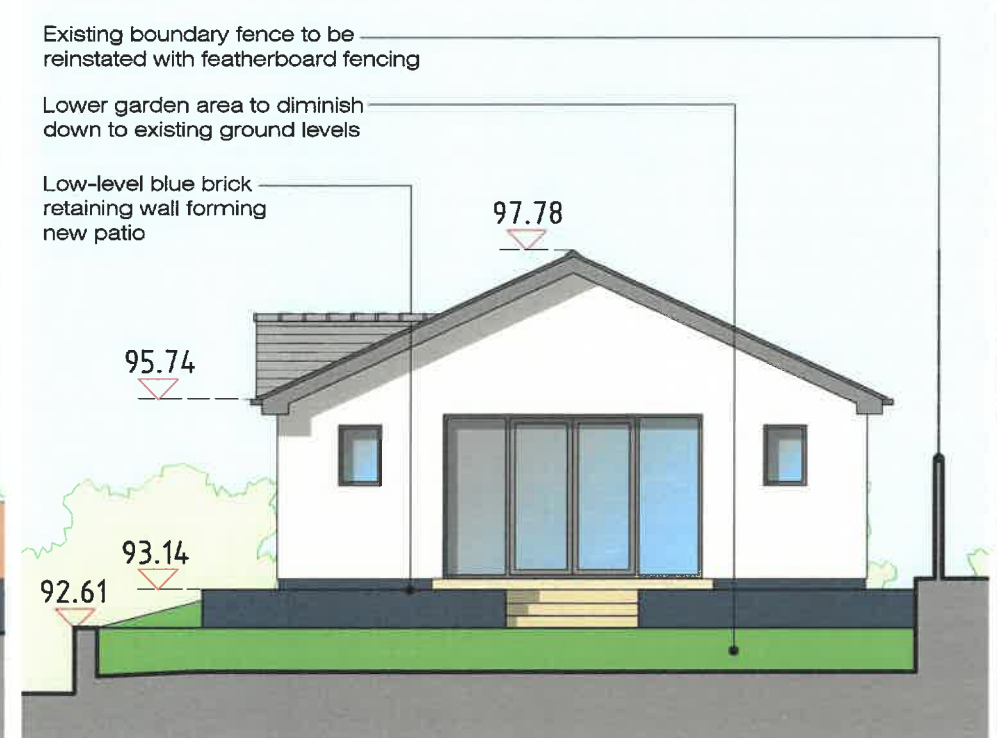 Existing boundary fence to be
reinstated with featherboard fencing
Lower garden area to diminish
down to existing ground levels
Low-level blue brick
retaining wall forming
new patio
97.78
95.74
93.14
92.61